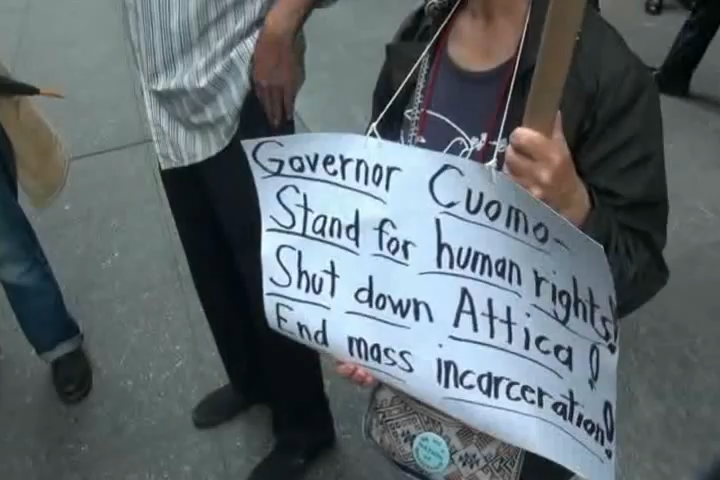 Governor Cuomo-
Stand for human rights!
Shut down Attica!
End mass incarceration!